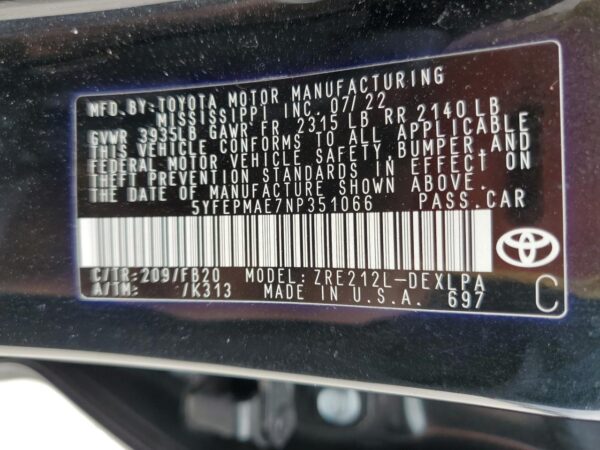 MFD.BY:TOYOTA MOTOR MANUFACTURING
MISSISSIPPI INC. 07/22
GVWR 3935LB GAWR FR 2315 LB RR 2140 LB
THIS VEHICLE CONFORMS TO ALL APPLICABLE
FEDERAL MOTOR VEHICLE SAFETY, BUMPER, AND
THEFT PREVENTION STANDARDS IN EFFECT ON
THE DATE OF MANUFACTURE SHOWN ABOVE.
5YFEPMAE7NP351066 PASS.CAR
C/TR:209/FB20 MODEL: ZRE212L-DEXLPA
A/TM: /K313 MADE IN U.S.A. 697
C